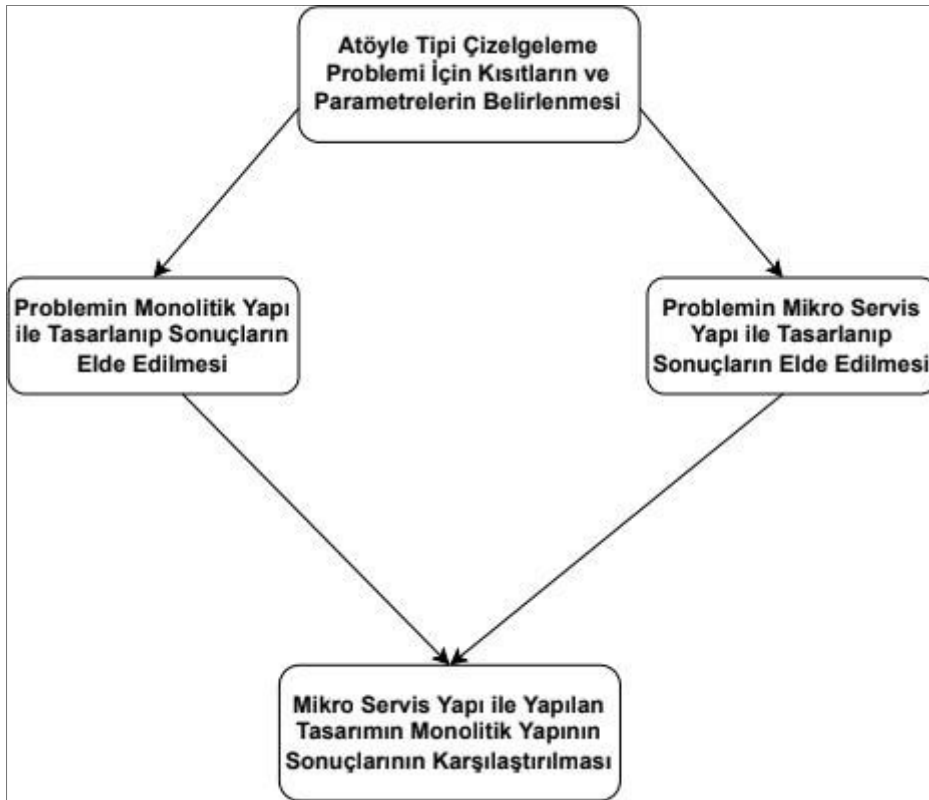 Atöyle Tipi Çizelgeleme
Problemi İçin Kısıtların ve
Parametrelerin Belirlenmesi
Problemin Monolitik Yapı
ile Tasarlanıp Sonuçların
Elde Edilmesi
Problemin Mikro Servis
Yapı ile Tasarlanıp
Sonuçların Elde Edilmesi
Mikro Servis Yapı ile Yapılan
Tasarımın Monolitik Yapının
Sonuçlarının Karşılaştırılması